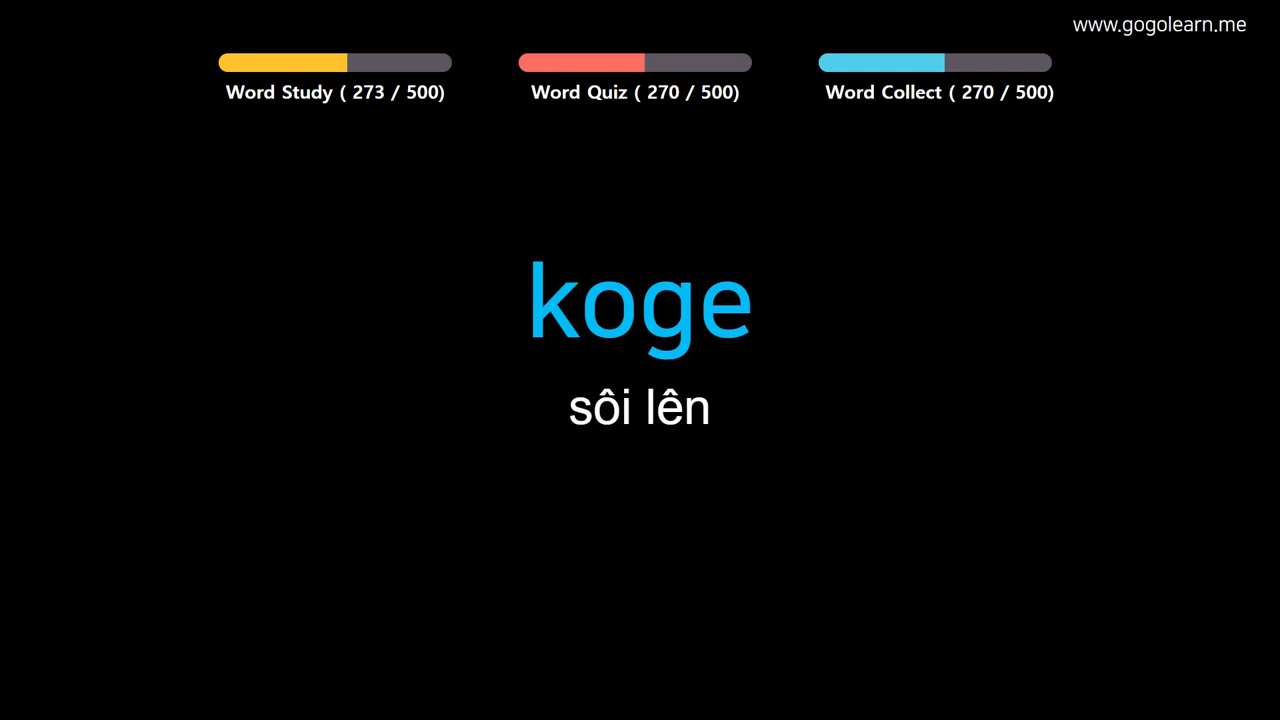 www.gogolearn.me
Word Study ( 273 / 500)
Word Quiz ( 270 / 500)
Word Collect ( 270 / 500)
koge
sôi lên